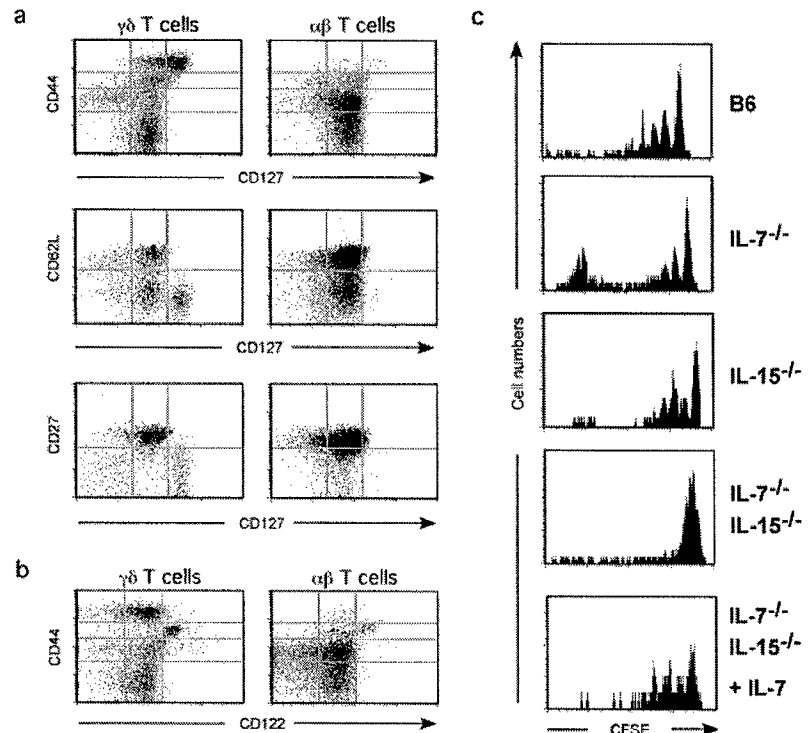 a
γδ T cells
αβ T cells
CD44
CD127
CD62L
CD127
CD27
CD127
b
γδ T cells
αβ T cells
CD44
CD122
c
B6
IL-7-/-
IL-15-/-
IL-7-/-
IL-15-/-
IL-7-/-
IL-15-/-
+ IL-7
Cell numbers
CFSE